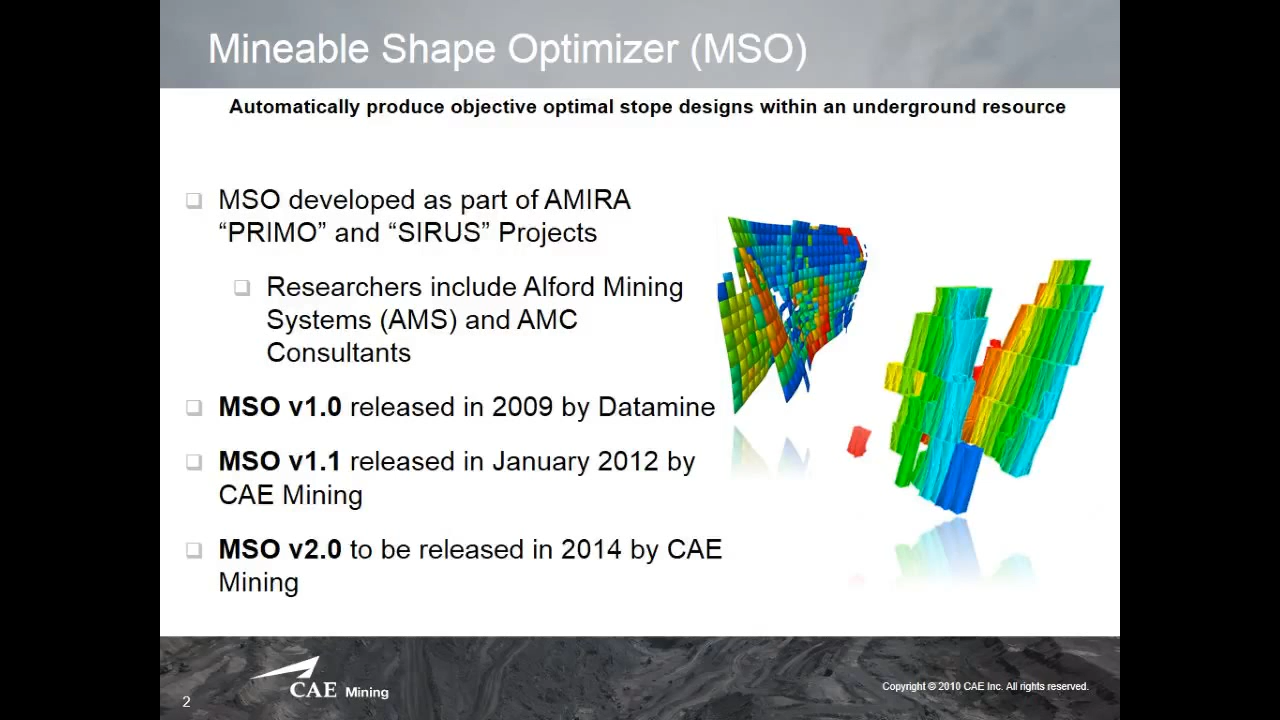 Mineable Shape Optimizer (MSO)
Automatically produce objective optimal stope designs within an underground resource
MSO developed as part of AMIRA
“PRIMO” and “SIRUS” Projects
Researchers include Alford Mining
Systems (AMS) and AMC
Consultants
MSO v1.0 released in 2009 by Datamine
MSO v1.1 released in January 2012 by
CAE Mining
MSO v2.0 to be released in 2014 by CAE
Mining
CAE Mining
Copyright © 2010 CAE Inc. All rights reserved.
2